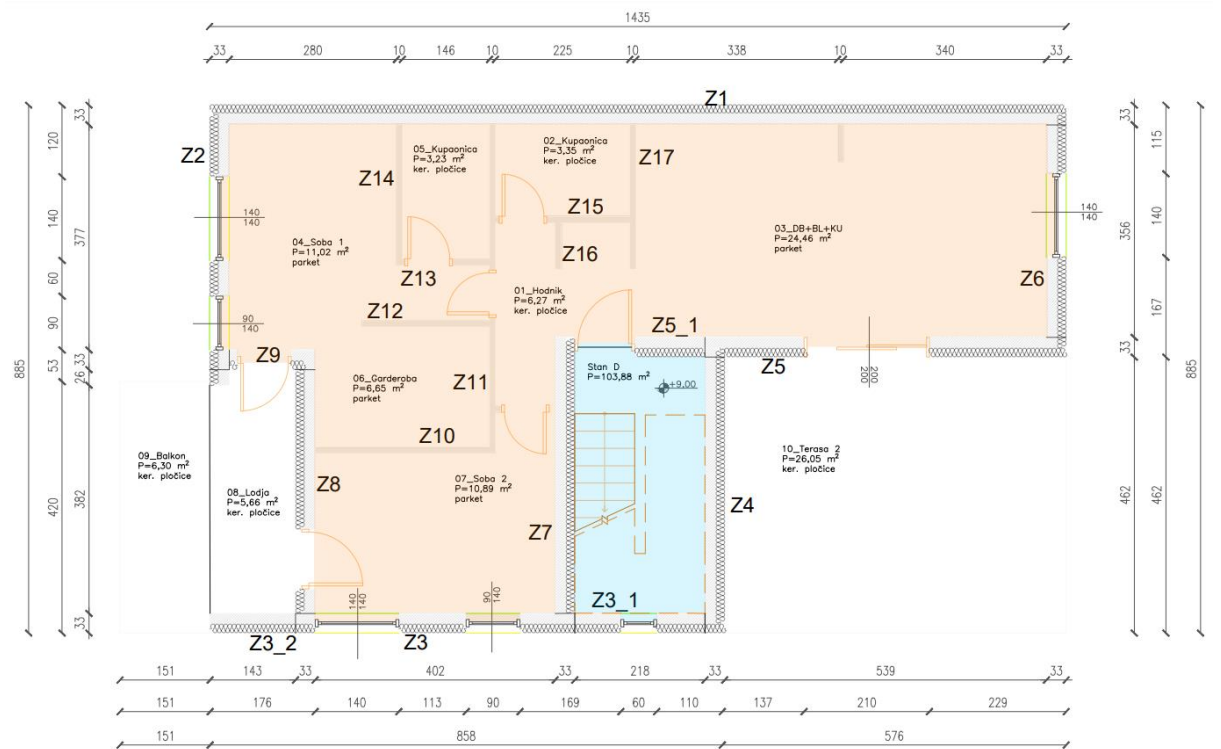 1435
33 280 10 146 10 225 10 338 10 340 33
Z1
885
120 140 60 90 53 420
33 377 33 26 382 33
33 356 33 462
115 140 167 462
885
Z2
Z14
05_Kupaonica
P=3,23 m²
ker. pločice
02_Kupaonica
P=3,35 m²
ker. pločice
Z17
Z15
140
140
04_Soba 1
P=11,02 m²
parket
Z13
Z16
03_DB+BL+KU
P=24,46 m²
parket
140
140
Z6
01_Hodnik
P=6,27 m²
ker. pločice
Z12
90
140
Z5_1
Z9
Z5
200
200
06_Garderoba
P=6,65 m²
parket
Z11
Stan D
P=103,88 m²
+9,00
Z10
09_Balkon
P=6,30 m²
ker. pločice
08_Lodja
P=5,66 m²
ker. pločice
Z8
07_Soba 2
P=10,89 m²
parket
Z7
10_Terasa 2
P=26,05 m²
ker. pločice
Z4
140
140
90
140
Z3_1
Z3_2
Z3
151 143 33 402 33 218 33 539 33
151 176 140 113 90 169 60 110 137 210 229
151 858 576